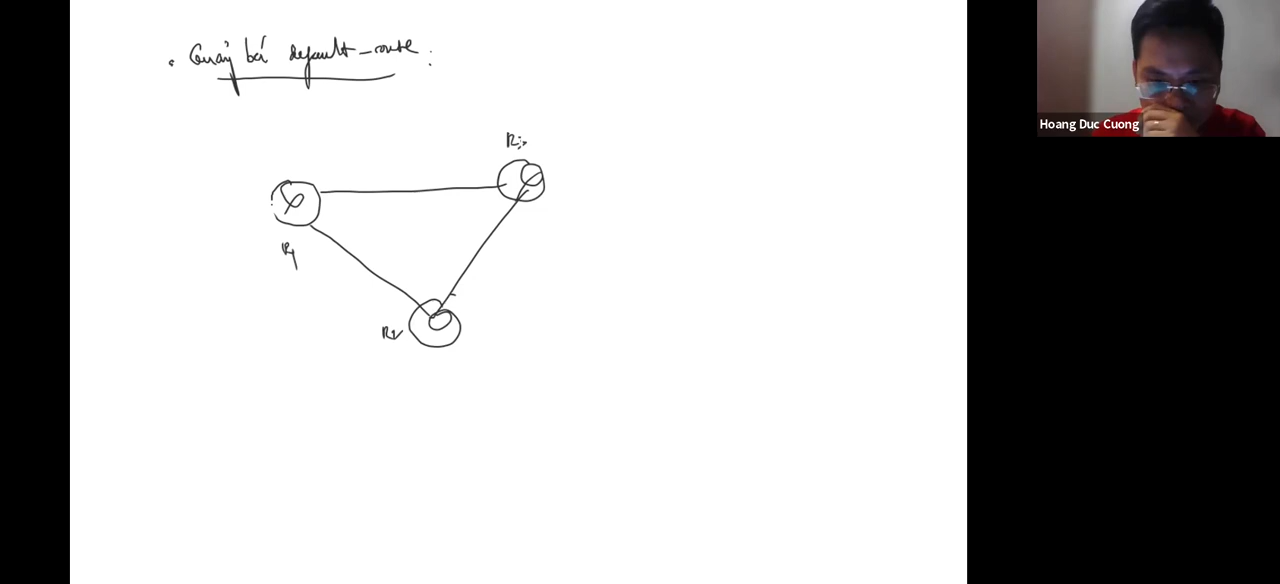 . Quảng bá default-route :
R3
R1
R2
Hoang Duc Cuong